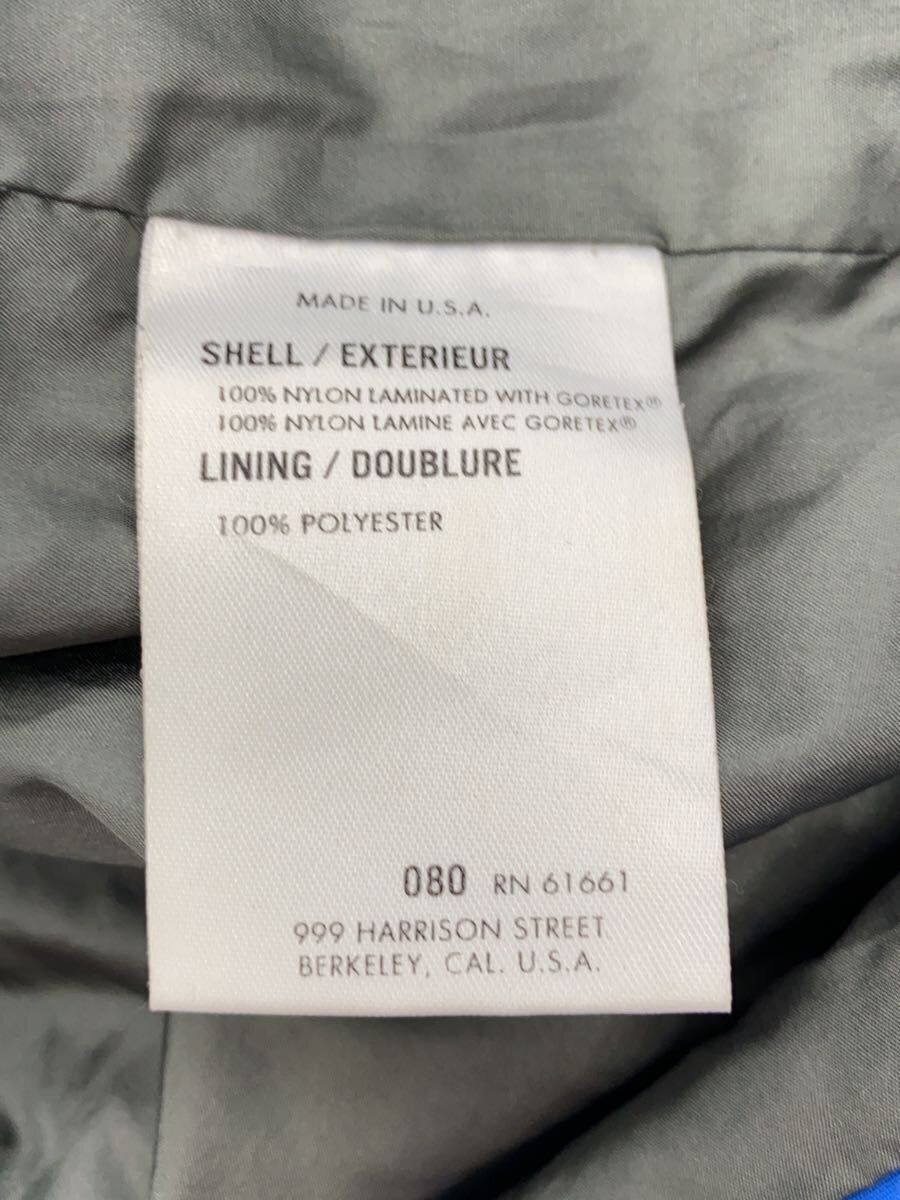 MADE IN U.S.A.
SHELL / EXTERIEUR
100% NYLON LAMINATED WITH GORETEX®
100% NYLON LAMINE AVEC GORETEX®
LINING / DOUBLURE
100% POLYESTER
080 RN 61661
999 HARRISON STREET
BERKELEY, CAL. U.S.A.